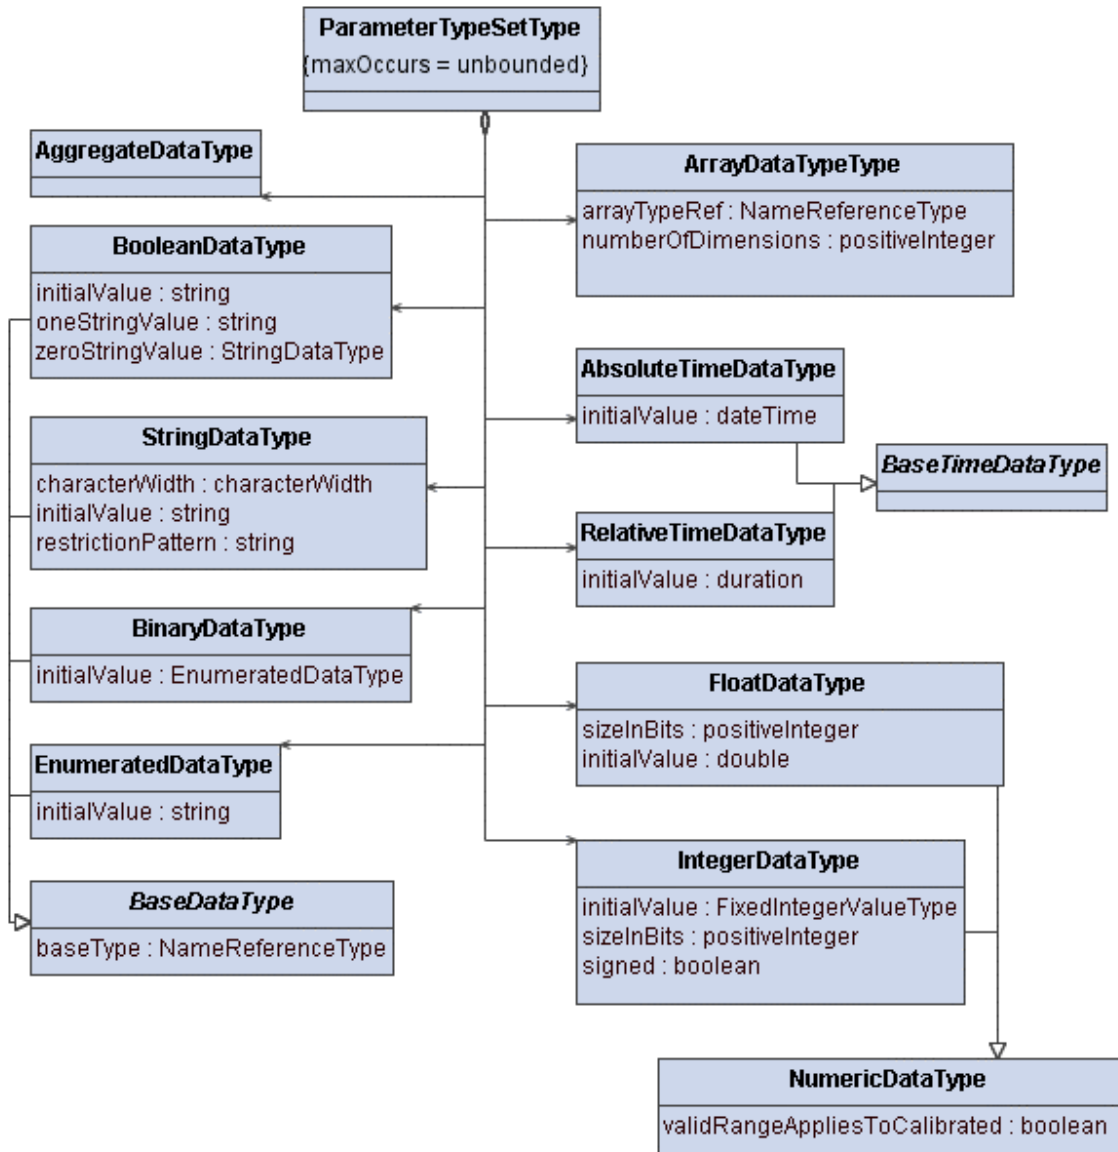 ParameterTypeSetType
{maxOccurs = unbounded}
AggregateDataType
ArrayDataTypeType
arrayTypeRef : NameReferenceType
numberOfDimensions : positiveInteger
BooleanDataType
initialValue : string
oneStringValue : string
zeroStringValue : StringDataType
AbsoluteTimeDataType
initialValue : dateTime
StringDataType
characterWidth : characterWidth
initialValue : string
restrictionPattern : string
BaseTimeDataType
RelativeTimeDataType
initialValue : duration
BinaryDataType
initialValue : EnumeratedDataType
FloatDataType
sizeInBits : positiveInteger
initialValue : double
EnumeratedDataType
initialValue : string
IntegerDataType
initialValue : FixedIntegerValueType
sizeInBits : positiveInteger
signed : boolean
BaseDataType
baseType : NameReferenceType
NumericDataType
validRangeAppliesToCalibrated : boolean